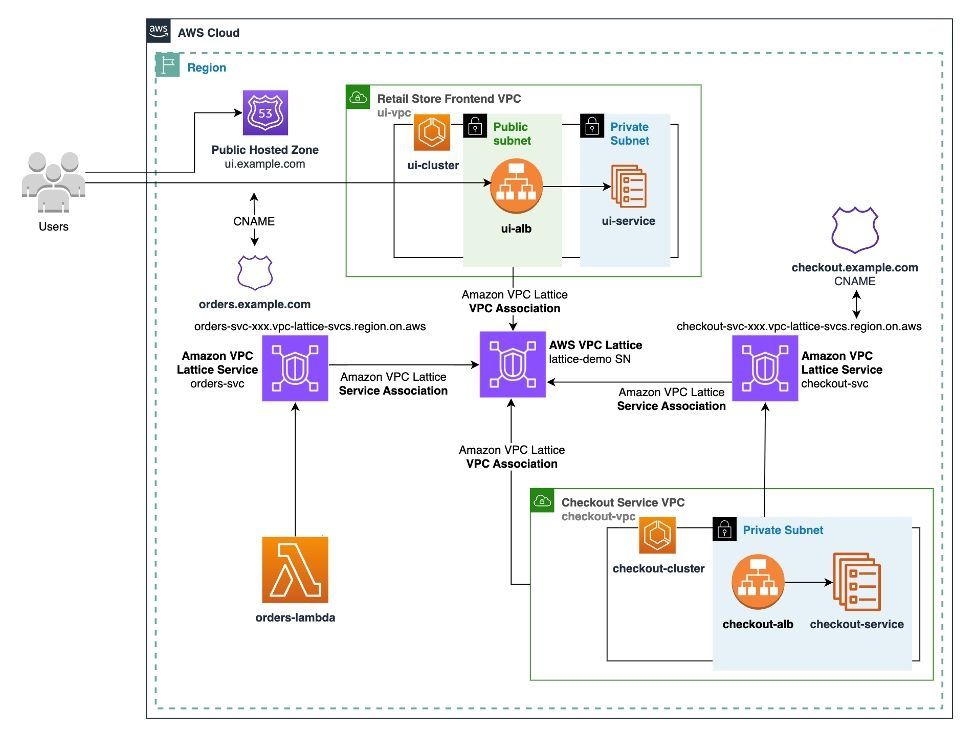 aws
AWS Cloud
Region
53
Public Hosted Zone
ui.example.com
Users
CNAME
orders.example.com
orders-svc-xxx.vpc-lattice-svcs.region.on.aws
Retail Store Frontend VPC
ui-vpc
ui-cluster
Public
subnet
ui-alb
Private
Subnet
ui-service
Amazon VPC Lattice
VPC Association
checkout.example.com
CNAME
checkout-svc-xxx.vpc-lattice-svcs.region.on.aws
Amazon VPC
Lattice Service
orders-svc
Amazon VPC Lattice
Service Association
AWS VPC Lattice
lattice-demo SN
Amazon VPC Lattice
Service Association
Amazon VPC
Lattice Service
checkout-svc
Amazon VPC Lattice
VPC Association
orders-lambda
Checkout Service VPC
checkout-vpc
checkout-cluster
Private Subnet
checkout-alb
checkout-service